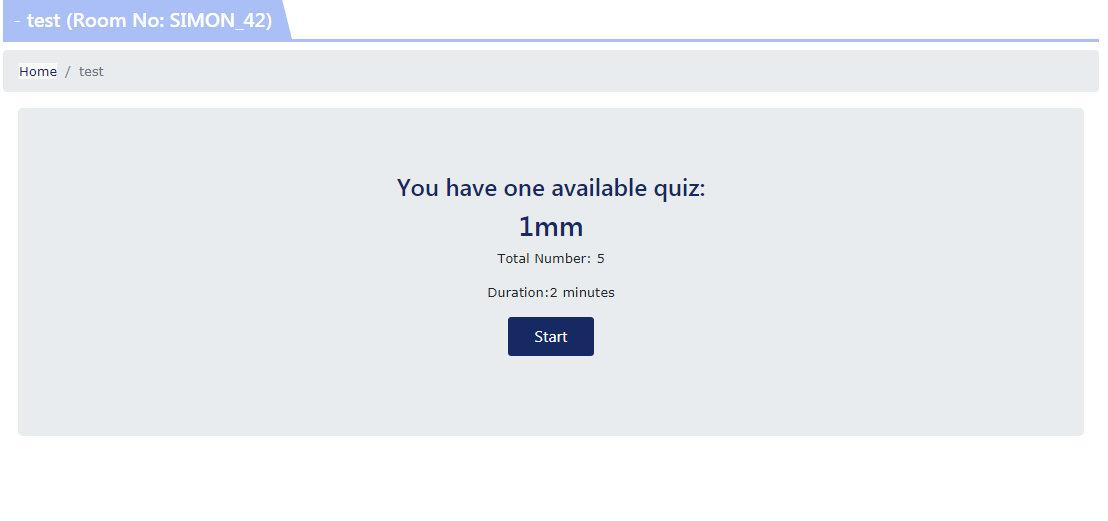 - test (Room No: SIMON_42)
Home / test
You have one available quiz:
1mm
Total Number: 5
Duration:2 minutes
Start